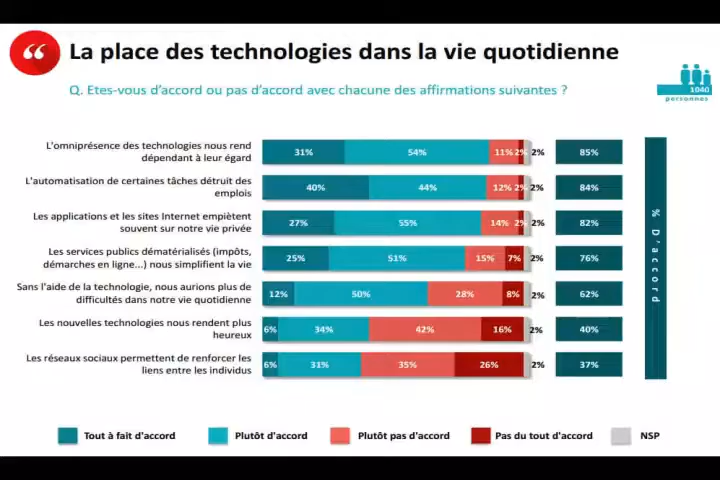 “
La place des technologies dans la vie quotidienne
Q. Etes-vous d’accord ou pas d’accord avec chacune des affirmations suivantes ?
1040
personnes
L'omniprésence des technologies nous rend
dépendant à leur égard
31% 54% 11% 2% 2% 85%
L'automatisation de certaines tâches détruit des
emplois
40% 44% 12% 2% 2% 84%
Les applications et les sites Internet empiètent
souvent sur notre vie privée
27% 55% 14% 2% 2% 82%
Les services publics dématérialisés (impôts,
démarches en ligne...) nous simplifient la vie
25% 51% 15% 7% 2% 76%
Sans l'aide de la technologie, nous aurions plus de
difficultés dans notre vie quotidienne
12% 50% 28% 8% 2% 62%
Les nouvelles technologies nous rendent plus
heureux
6% 34% 42% 16% 2% 40%
Les réseaux sociaux permettent de renforcer les
liens entre les individus
6% 31% 35% 26% 2% 37%
% D'accord
Tout à fait d'accord Plutôt d'accord Plutôt pas d'accord Pas du tout d'accord NSP